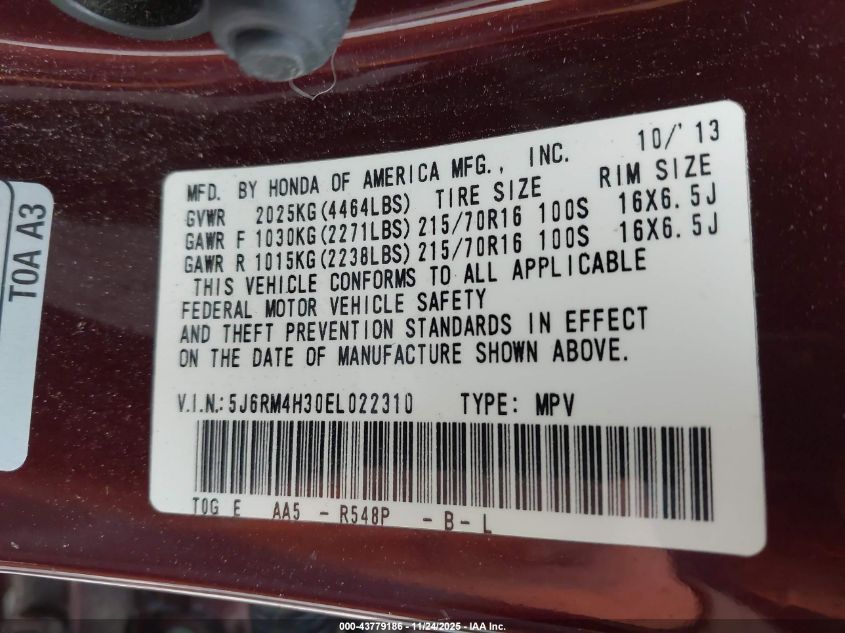 10/'13
MFD. BY HONDA OF AMERICA MFG., INC.
GVWR 2025KG(4464LBS) TIRE SIZE RIM SIZE
GAWR F 1030KG(2271LBS) 215/70R16 100S 16X6.5J
GAWR R 1015KG(2238LBS) 215/70R16 100S 16X6.5J
THIS VEHICLE CONFORMS TO ALL APPLICABLE
FEDERAL MOTOR VEHICLE SAFETY
AND THEFT PREVENTION STANDARDS IN EFFECT
ON THE DATE OF MANUFACTURE SHOWN ABOVE.
V.I.N.: 5J6RM4H30EL022310 TYPE: MPV
T0G E AA5 - R548P - B - L
T0A A3
000-43779186 - 11/24/2025 - IAA Inc.